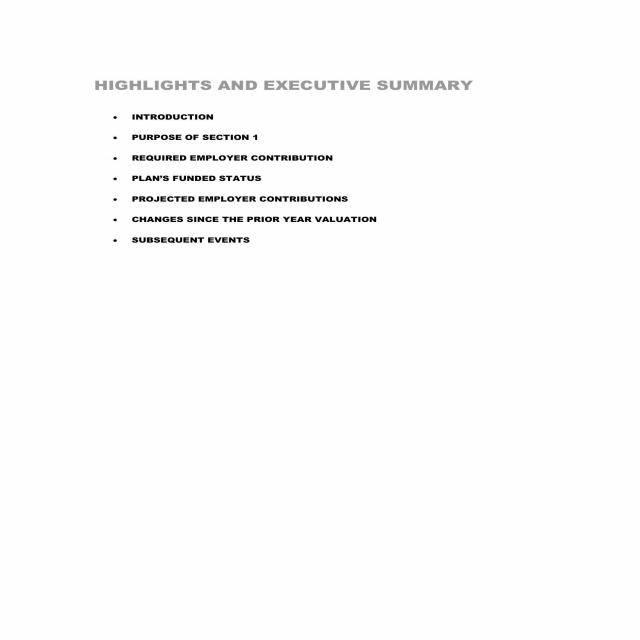 HIGHLIGHTS AND EXECUTIVE SUMMARY
• INTRODUCTION
• PURPOSE OF SECTION 1
• REQUIRED EMPLOYER CONTRIBUTION
• PLAN'S FUNDED STATUS
• PROJECTED EMPLOYER CONTRIBUTIONS
• CHANGES SINCE THE PRIOR YEAR VALUATION
• SUBSEQUENT EVENTS